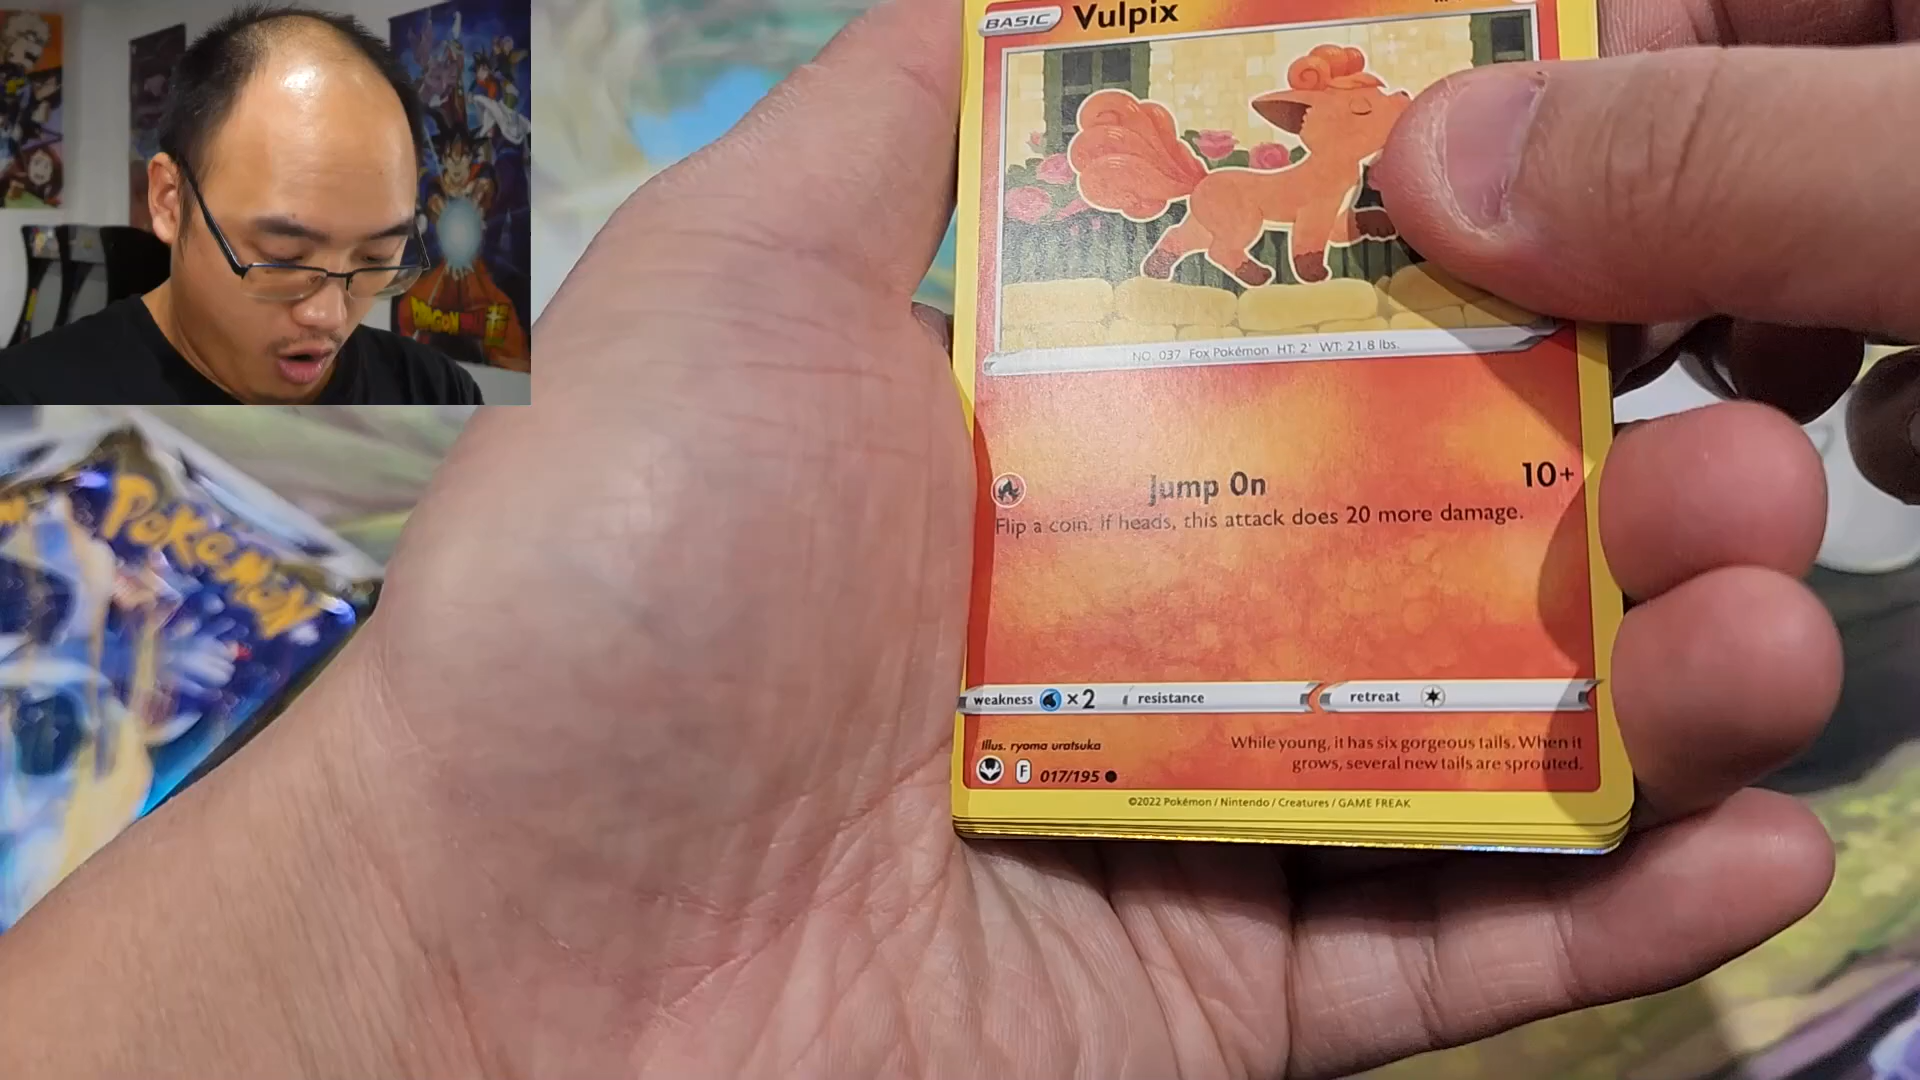 DRAGON
POKéMON
BASIC Vulpix
NO. 037 Fox Pokémon HT: 2' WT: 21.8 lbs.
Jump On 10+
Flip a coin. If heads, this attack does 20 more damage.
weakness ×2 resistance retreat
Illus. ryoma uratsuka
While young, it has six gorgeous tails. When it
grows, several new tails are sprouted.
F 017/195
©2022 Pokémon / Nintendo / Creatures / GAME FREAK